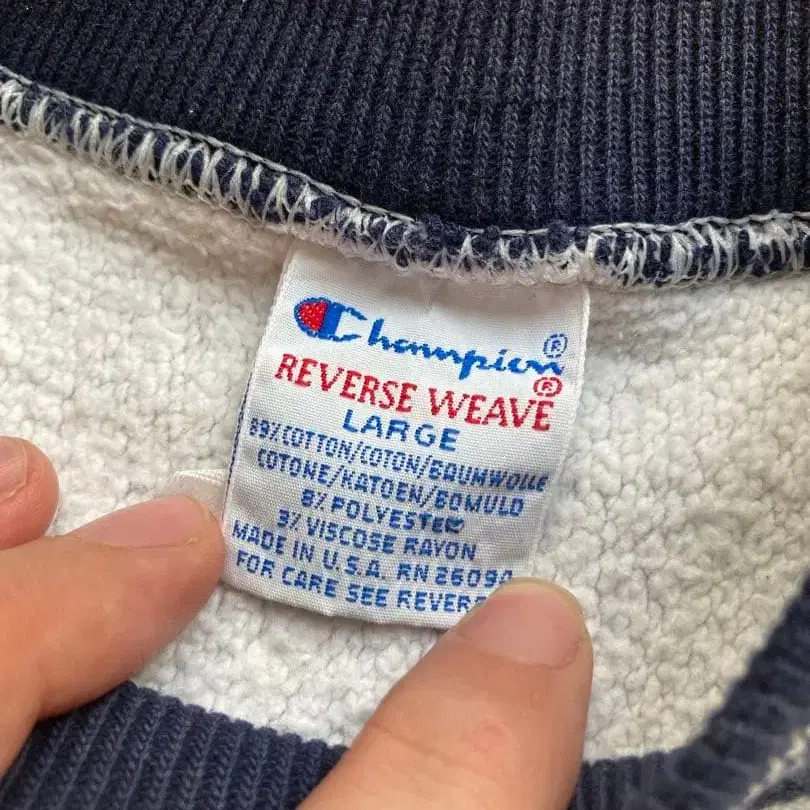 Champion®
REVERSE WEAVE®
LARGE
89% COTTON/COTON/BAUMWOLLE
COTONE/KATOEN/BOMULD
8% POLYESTER
3% VISCOSE RAYON
MADE IN U.S.A. RN 26094
FOR CARE SEE